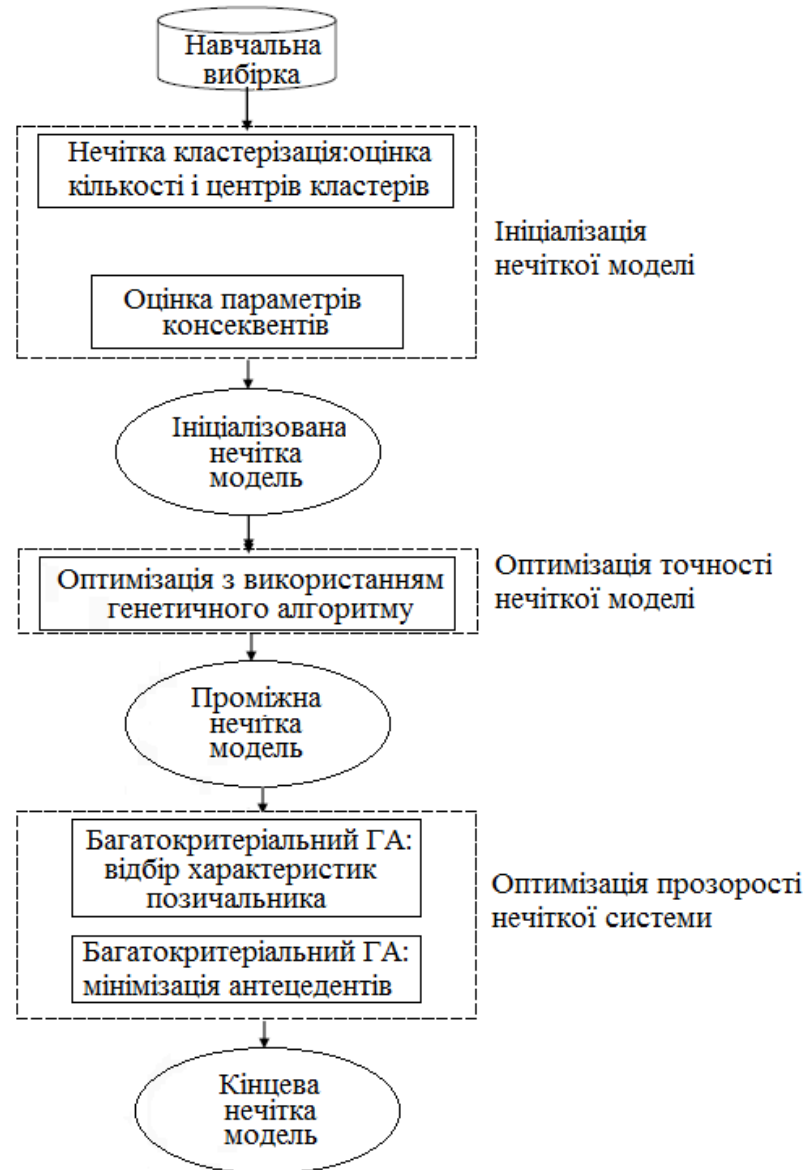 Навчальна
вибірка
Нечітка кластерізація:оцінка
кількості і центрів кластерів
Ініціалізація
нечіткої моделі
Оцінка параметрів
консеквентів
Ініціалізована
нечітка
модель
Оптимізація з використанням
генетичного алгоритму
Оптимізація точності
нечіткої моделі
Проміжна
нечітка
модель
Багатокритеріальний ГА:
відбір характеристик
позичальника
Багатокритеріальний ГА:
мінімізація антецедентів
Оптимізація прозорості
нечіткої системи
Кінцева
нечітка
модель